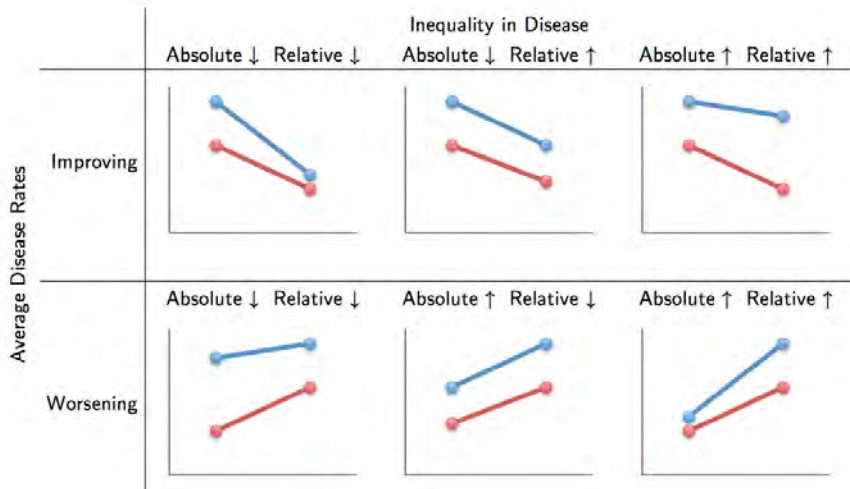 Inequality in Disease
Absolute ↓ Relative ↓ Absolute ↓ Relative ↑ Absolute ↑ Relative ↑
Average Disease Rates
Improving
Absolute ↓ Relative ↓ Absolute ↑ Relative ↓ Absolute ↑ Relative ↑
Worsening